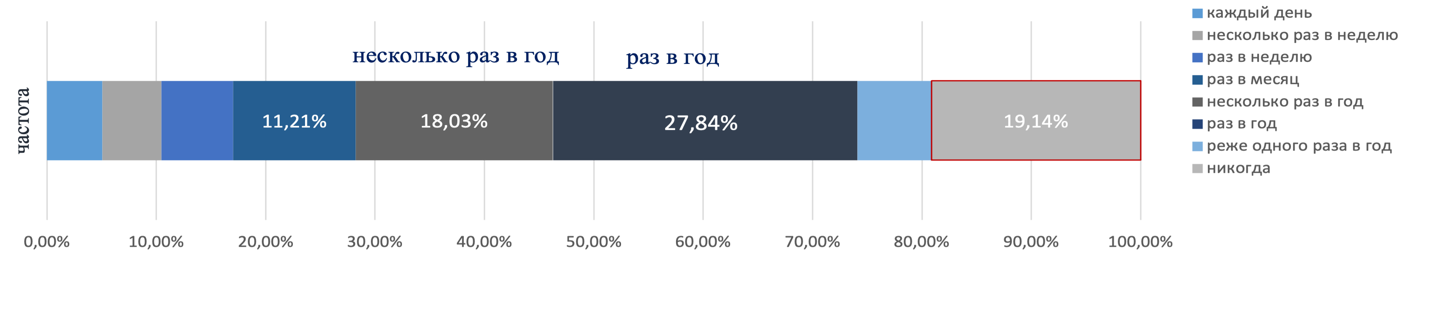 несколько раз в год
раз в год
частота
11,21%
18,03%
27,84%
19,14%
0,00%
10,00%
20,00%
30,00%
40,00%
50,00%
60,00%
70,00%
80,00%
90,00%
100,00%
каждый день
несколько раз в неделю
раз в неделю
раз в месяц
несколько раз в год
раз в год
реже одного раза в год
никогда